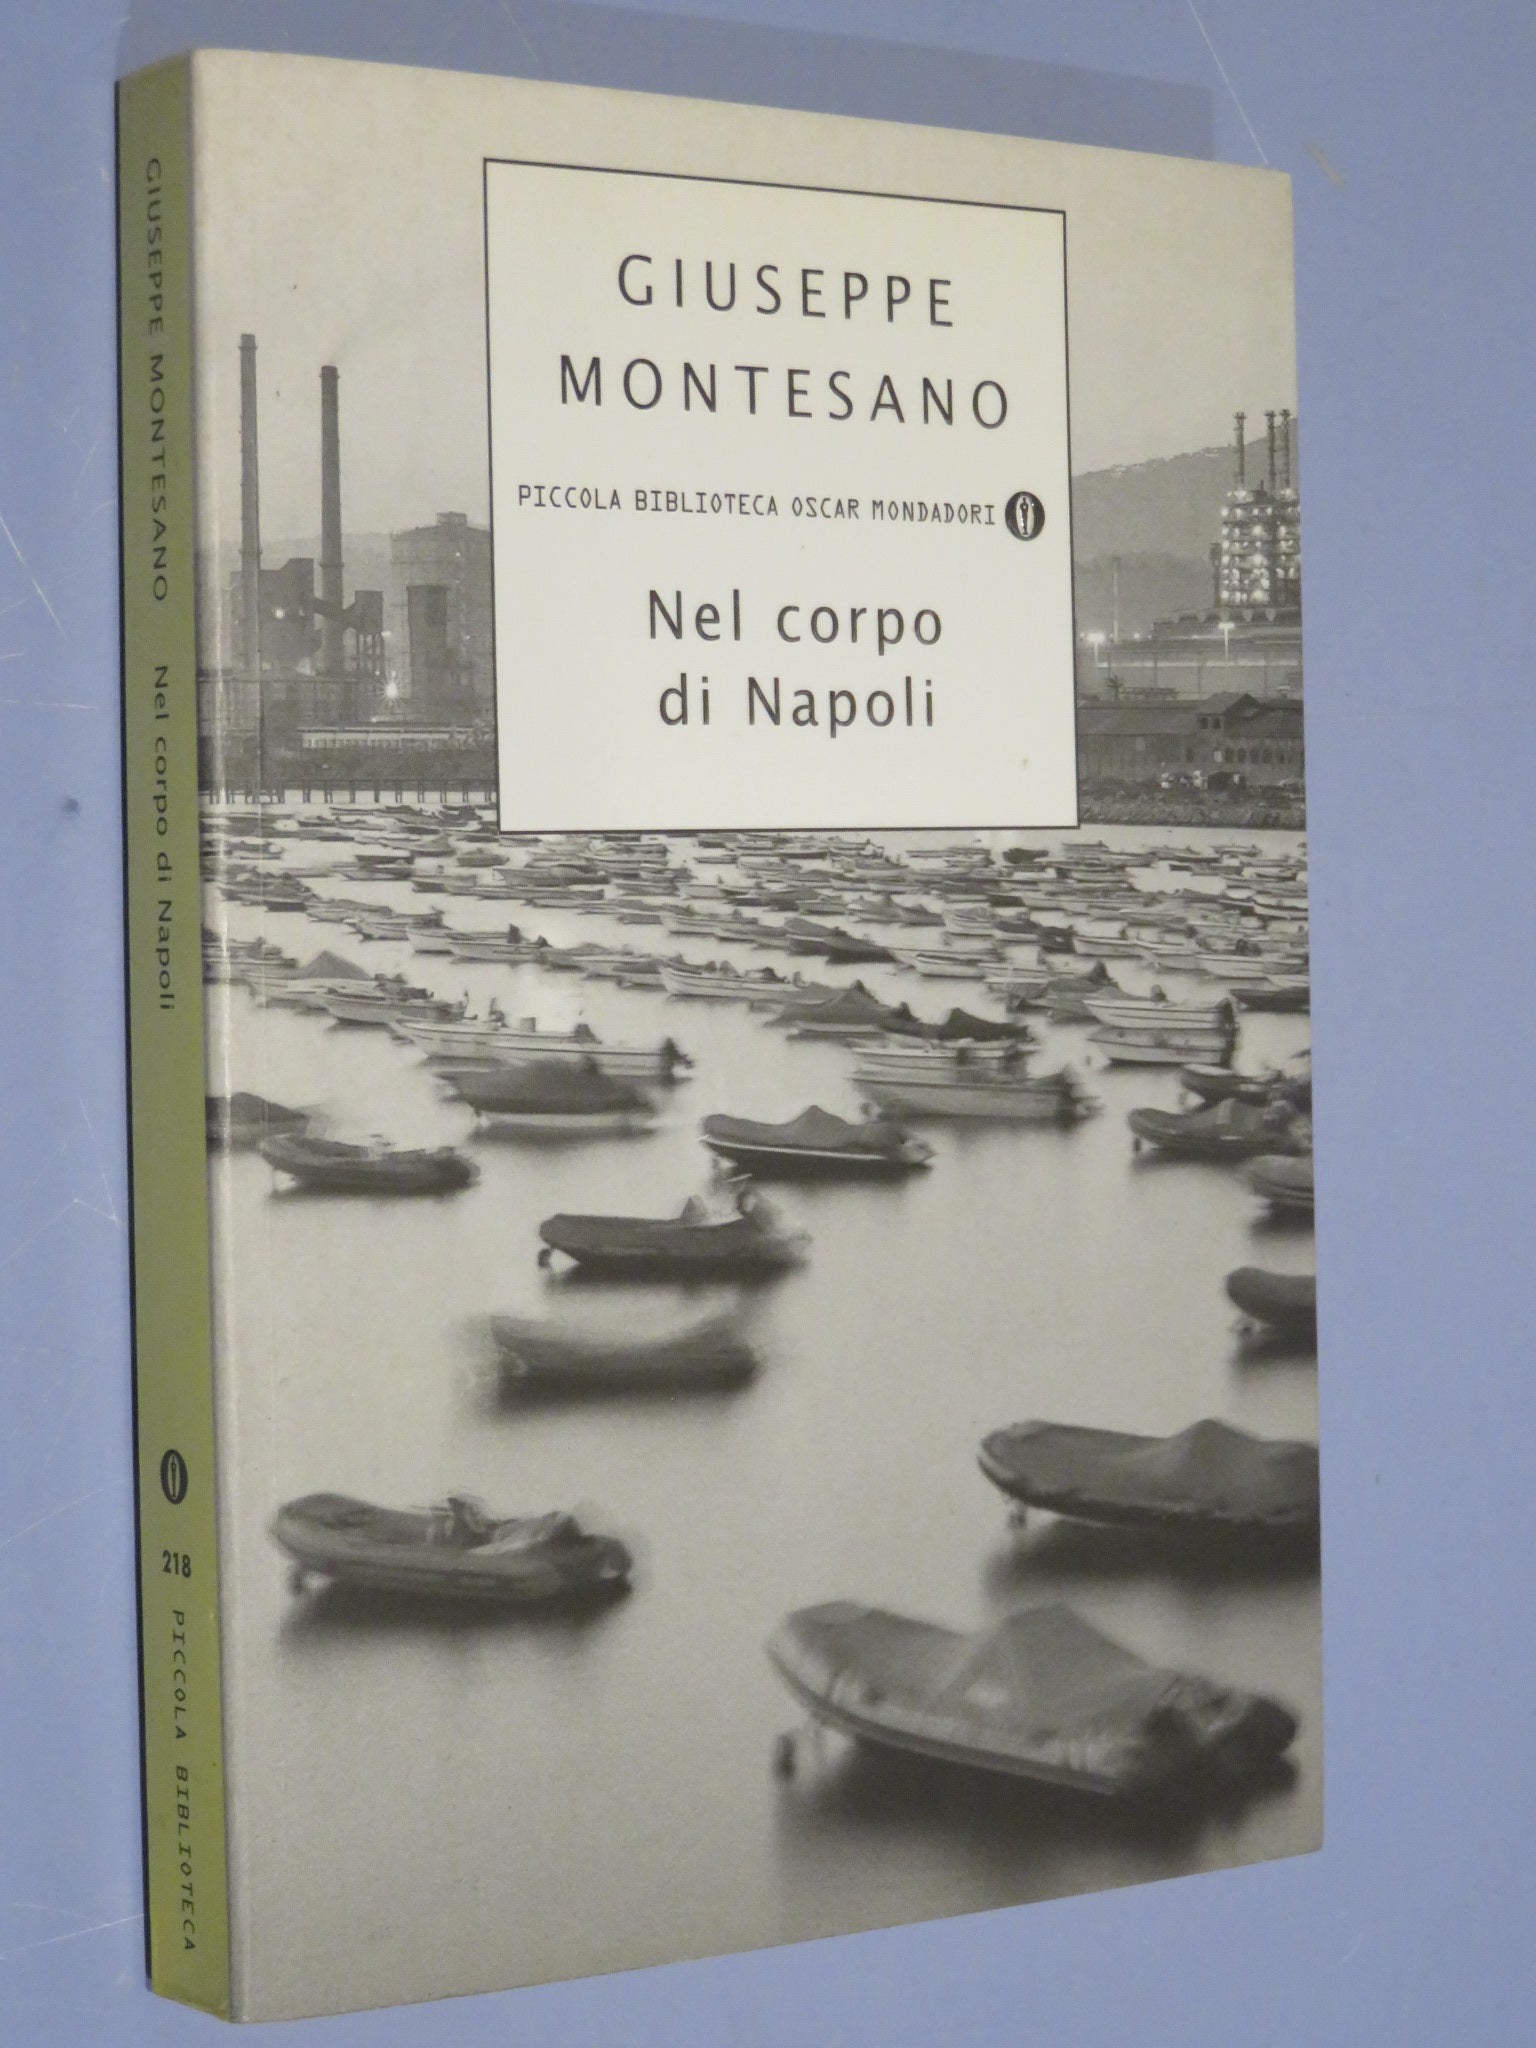 GIUSEPPE
MONTESANO
PICCOLA BIBLIOTECA OSCAR MONDADORI
Nel corpo
di Napoli
GIUSEPPE MONTESANO Nel corpo di Napoli
218 PICCOLA BIBLIOTECA